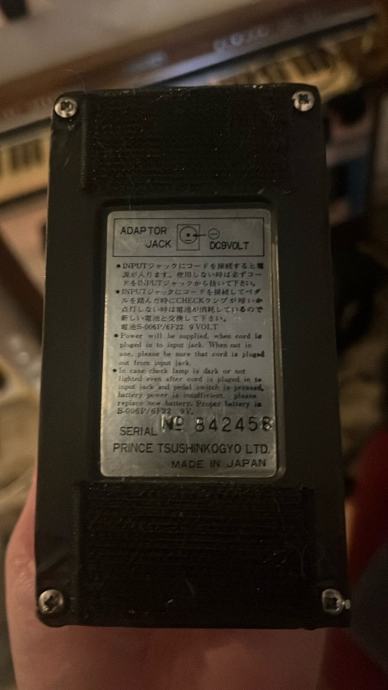 ADAPTOR JACK ⊖ DC9VOLT
●INPUTジャックにコードを接続すると電
源が入ります。使用しない時は必ずコー
ドをINPUTジャックから抜いて下さい。
●INPUTジャックにコードを接続してペダ
ルを踏んだ時にCHECKランプが暗いか
点灯しない時は電池が消耗しているので
新しい電池と交換して下さい。
電池S-006P/6F22 9VOLT
●Power will be supplied, when cord is
pluged in to input jack. When not in
use, please be sure that cord is pluged
out from input jack.
●In case check lamp is dark or not
lighted even after cord is pluged in to
input jack and pedal switch is pressed,
battery power is insufficient. please
replace new battery. Proper battery is
S-006P/6F22 9V.
SERIAL № 842458
PRINCE TSUSHINKOGYO LTD.
MADE IN JAPAN